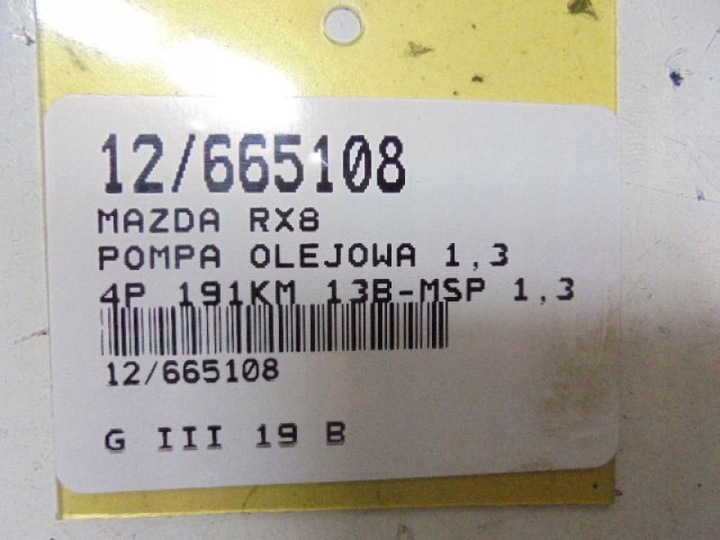 12/665108
MAZDA RX8
POMPA OLEJOWA 1,3
4P 191KM 13B-MSP 1,3
12/665108
G III 19 B